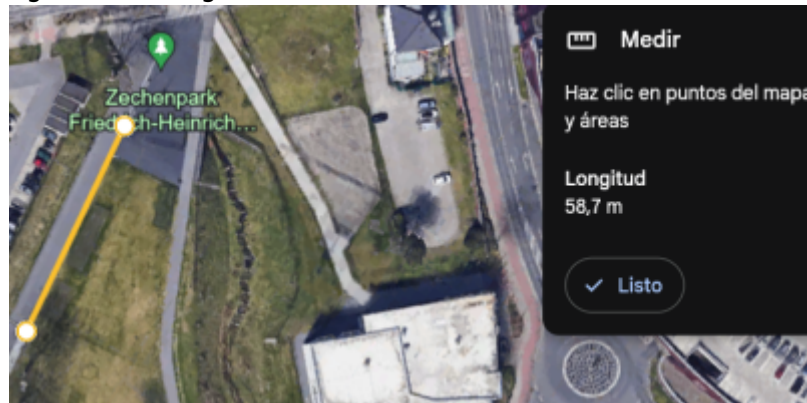 Zechenpark
Friedrich-Heinrich...
Medir
Haz clic en puntos del mapa
y áreas
Longitud
58,7 m
Listo